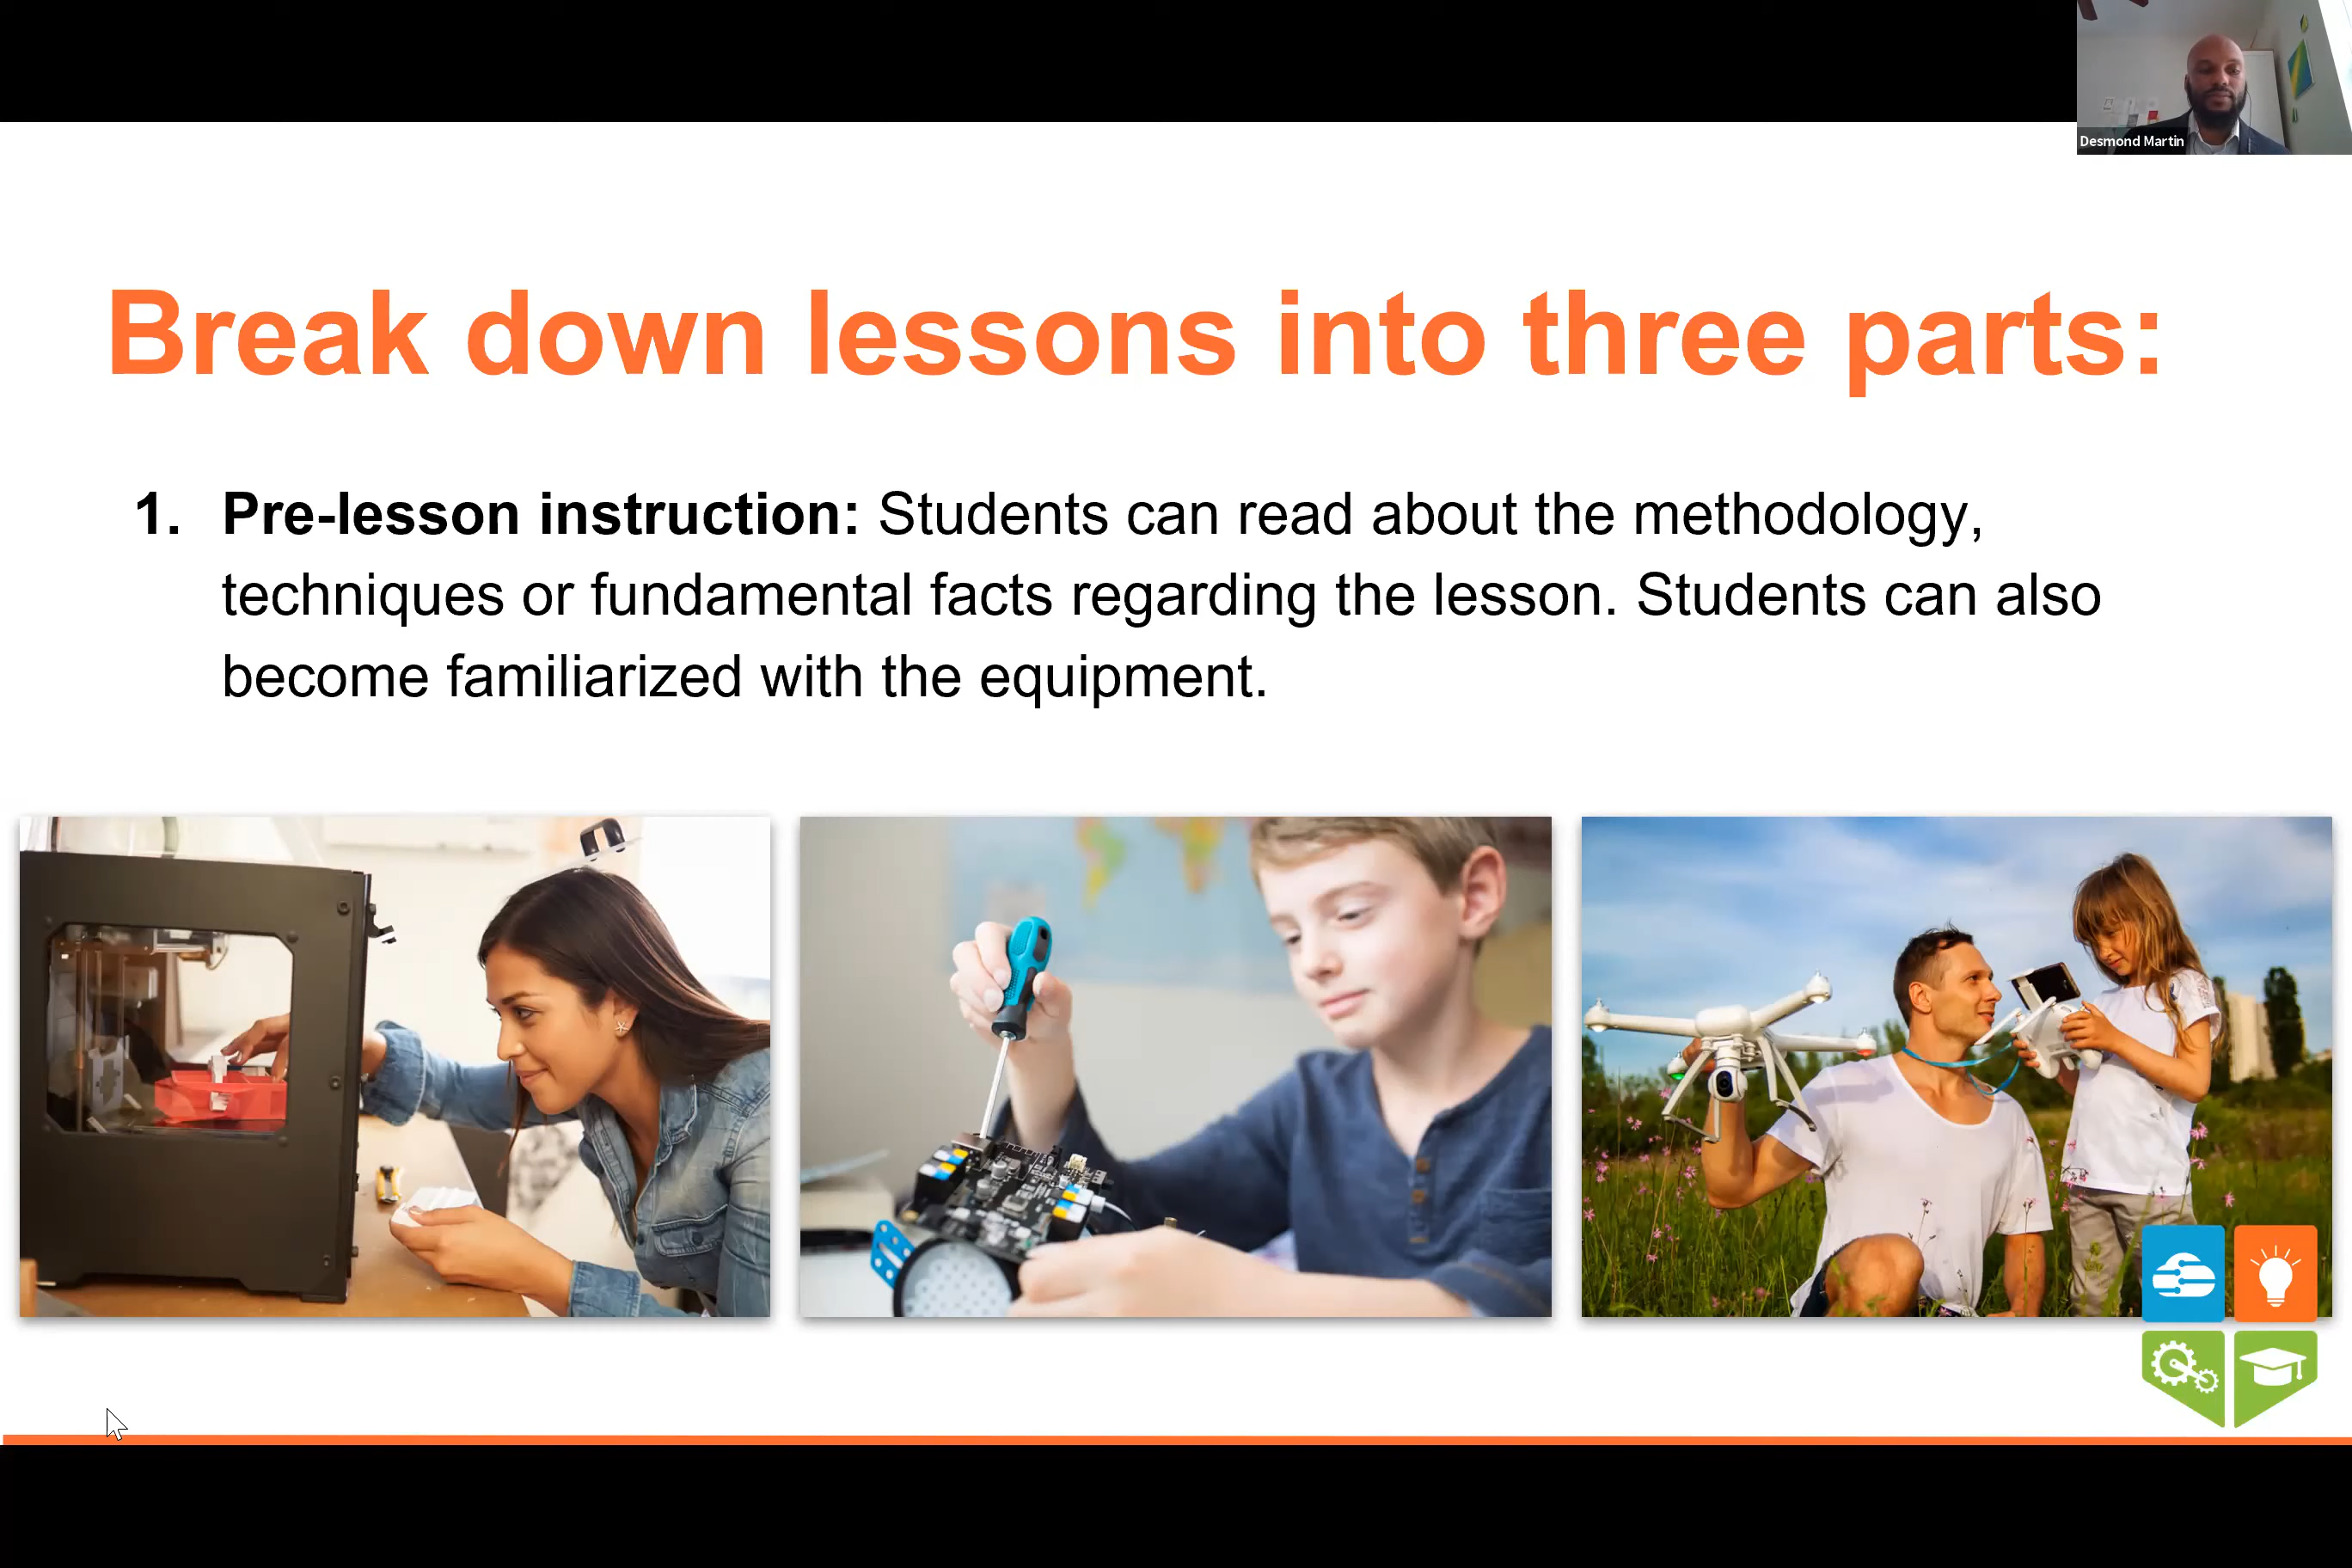 Desmond Martin
Break down lessons into three parts:
1. Pre-lesson instruction: Students can read about the methodology,
techniques or fundamental facts regarding the lesson. Students can also
become familiarized with the equipment.